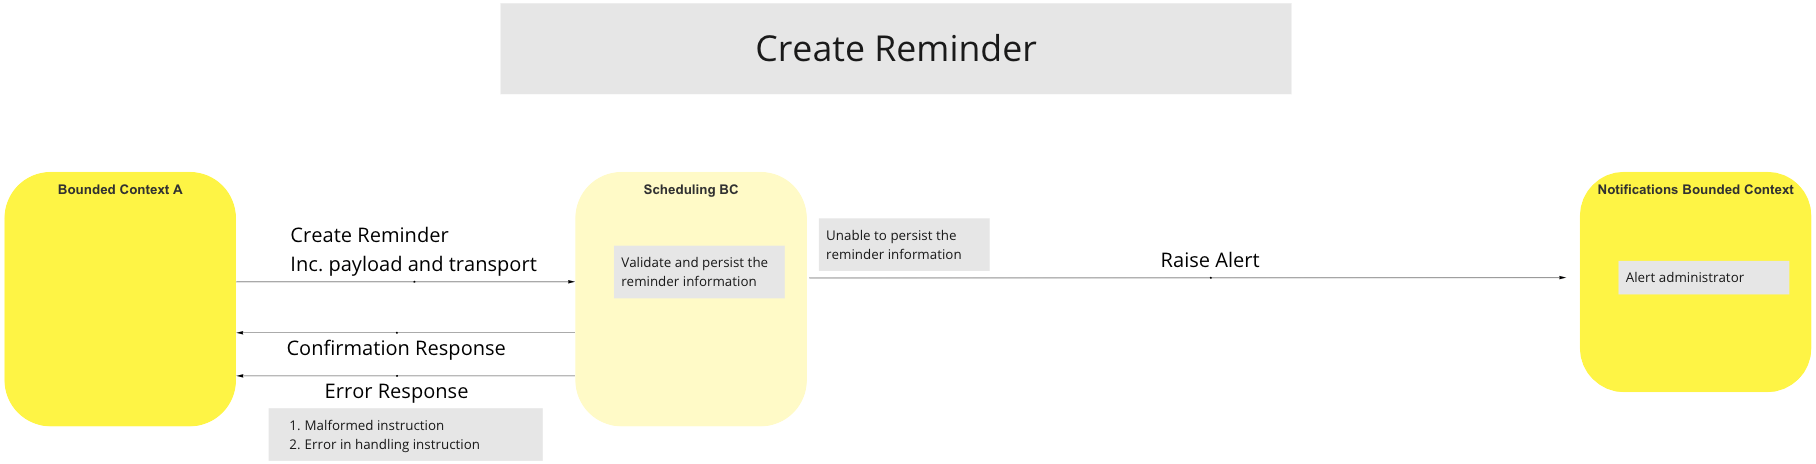 Create Reminder
Bounded Context A
Scheduling BC
Notifications Bounded Context
Create Reminder
Inc. payload and transport
Validate and persist the
reminder information
Unable to persist the
reminder information
Raise Alert
Alert administrator
Confirmation Response
Error Response
1. Malformed instruction
2. Error in handling instruction